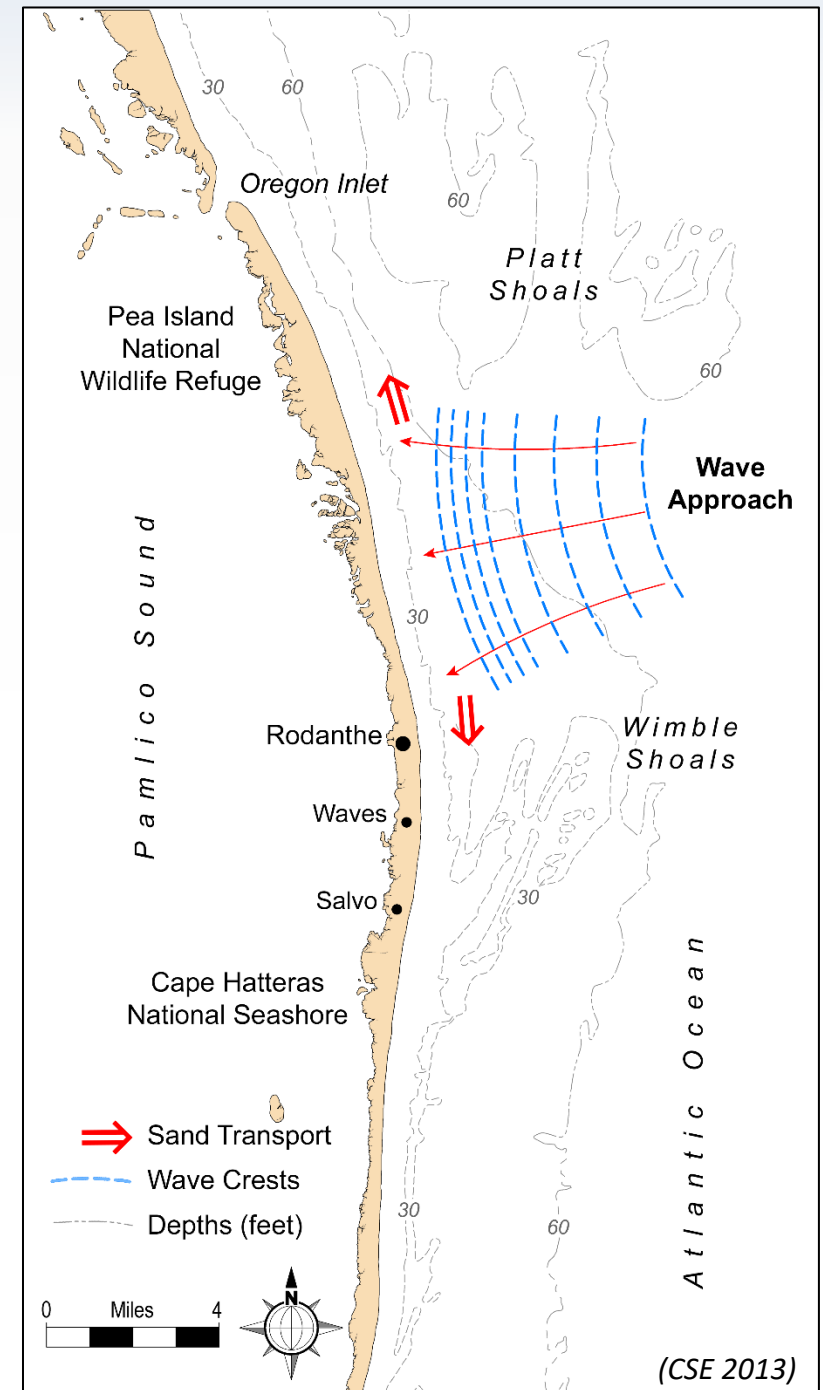 30
60
Oregon Inlet
60
Platt
Shoals
Pea Island
National
Wildlife Refuge
60
Wave
Approach
Pamlico Sound
30
Rodanthe
Wimble
Shoals
Waves
Salvo
30
Cape Hatteras
National Seashore
Atlantic Ocean
Sand Transport
Wave Crests
Depths (feet)
30
60
0 Miles 4
N
(CSE 2013)